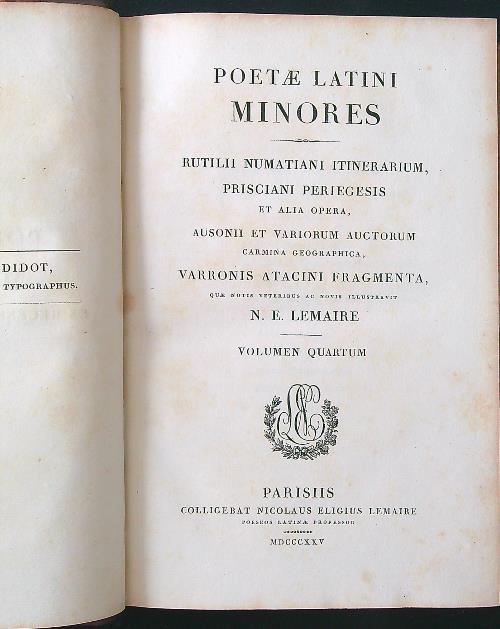 DIDOT,
TYPOGRAPHUS.
POETÆ LATINI
MINORES
RUTILII NUMATIANI ITINERARIUM,
PRISCIANI PERIEGESIS
ET ALIA OPERA,
AUSONII ET VARIORUM AUCTORUM
CARMINA GEOGRAPHICA,
VARRONIS ATACINI FRAGMENTA,
QUÆ NOTIS VETERIBUS AC NOVIS ILLUSTRAVIT
N. E. LEMAIRE
VOLUMEN QUARTUM
PARISIIS
COLLIGEBAT NICOLAUS ELIGIUS LEMAIRE
POESEOS LATINÆ PROFESSOR
MDCCCXXV